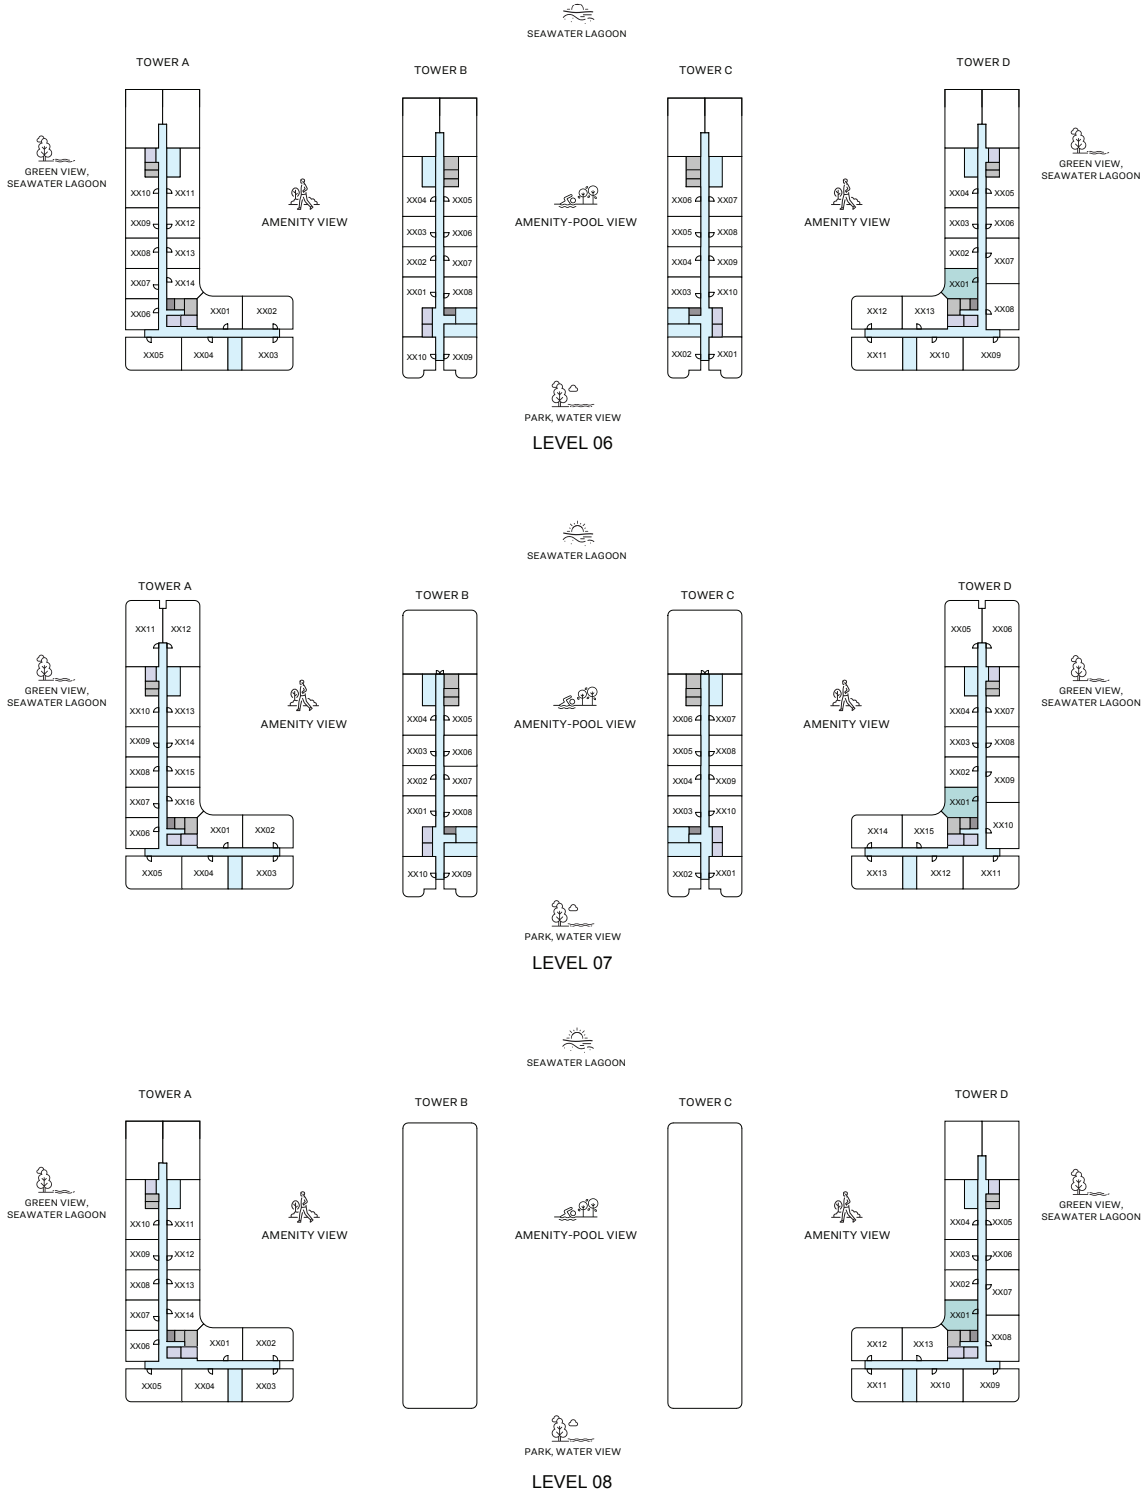 SEAWATER LAGOON
TOWER A
TOWER B
TOWER C
TOWER D
GREEN VIEW,
SEAWATER LAGOON
AMENITY VIEW
AMENITY-POOL VIEW
AMENITY VIEW
GREEN VIEW,
SEAWATER LAGOON
XX10 XX11
XX09 XX12
XX08 XX13
XX07 XX14
XX06 XX01 XX02
XX05 XX04 XX03
XX04 XX05
XX03 XX06
XX02 XX07
XX01 XX08
XX10 XX09
XX06 XX07
XX05 XX08
XX04 XX09
XX03 XX10
XX02 XX01
XX04 XX05
XX03 XX06
XX02 XX07
XX01
XX12 XX13 XX08
XX11 XX10 XX09
PARK, WATER VIEW
LEVEL 06
SEAWATER LAGOON
TOWER A
TOWER B
TOWER C
TOWER D
GREEN VIEW,
SEAWATER LAGOON
AMENITY VIEW
AMENITY-POOL VIEW
AMENITY VIEW
GREEN VIEW,
SEAWATER LAGOON
XX11 XX12
XX10 XX13
XX09 XX14
XX08 XX15
XX07 XX16
XX06 XX01 XX02
XX05 XX04 XX03
XX04 XX05
XX03 XX06
XX02 XX07
XX01 XX08
XX10 XX09
XX06 XX07
XX05 XX08
XX04 XX09
XX03 XX10
XX02 XX01
XX05 XX06
XX04 XX07
XX03 XX08
XX02 XX09
XX01
XX14 XX15 XX10
XX13 XX12 XX11
PARK, WATER VIEW
LEVEL 07
SEAWATER LAGOON
TOWER A
TOWER B
TOWER C
TOWER D
GREEN VIEW,
SEAWATER LAGOON
AMENITY VIEW
AMENITY-POOL VIEW
AMENITY VIEW
GREEN VIEW,
SEAWATER LAGOON
XX10 XX11
XX09 XX12
XX08 XX13
XX07 XX14
XX06 XX01 XX02
XX05 XX04 XX03
XX04 XX05
XX03 XX06
XX02 XX07
XX01
XX12 XX13 XX08
XX11 XX10 XX09
PARK, WATER VIEW
LEVEL 08